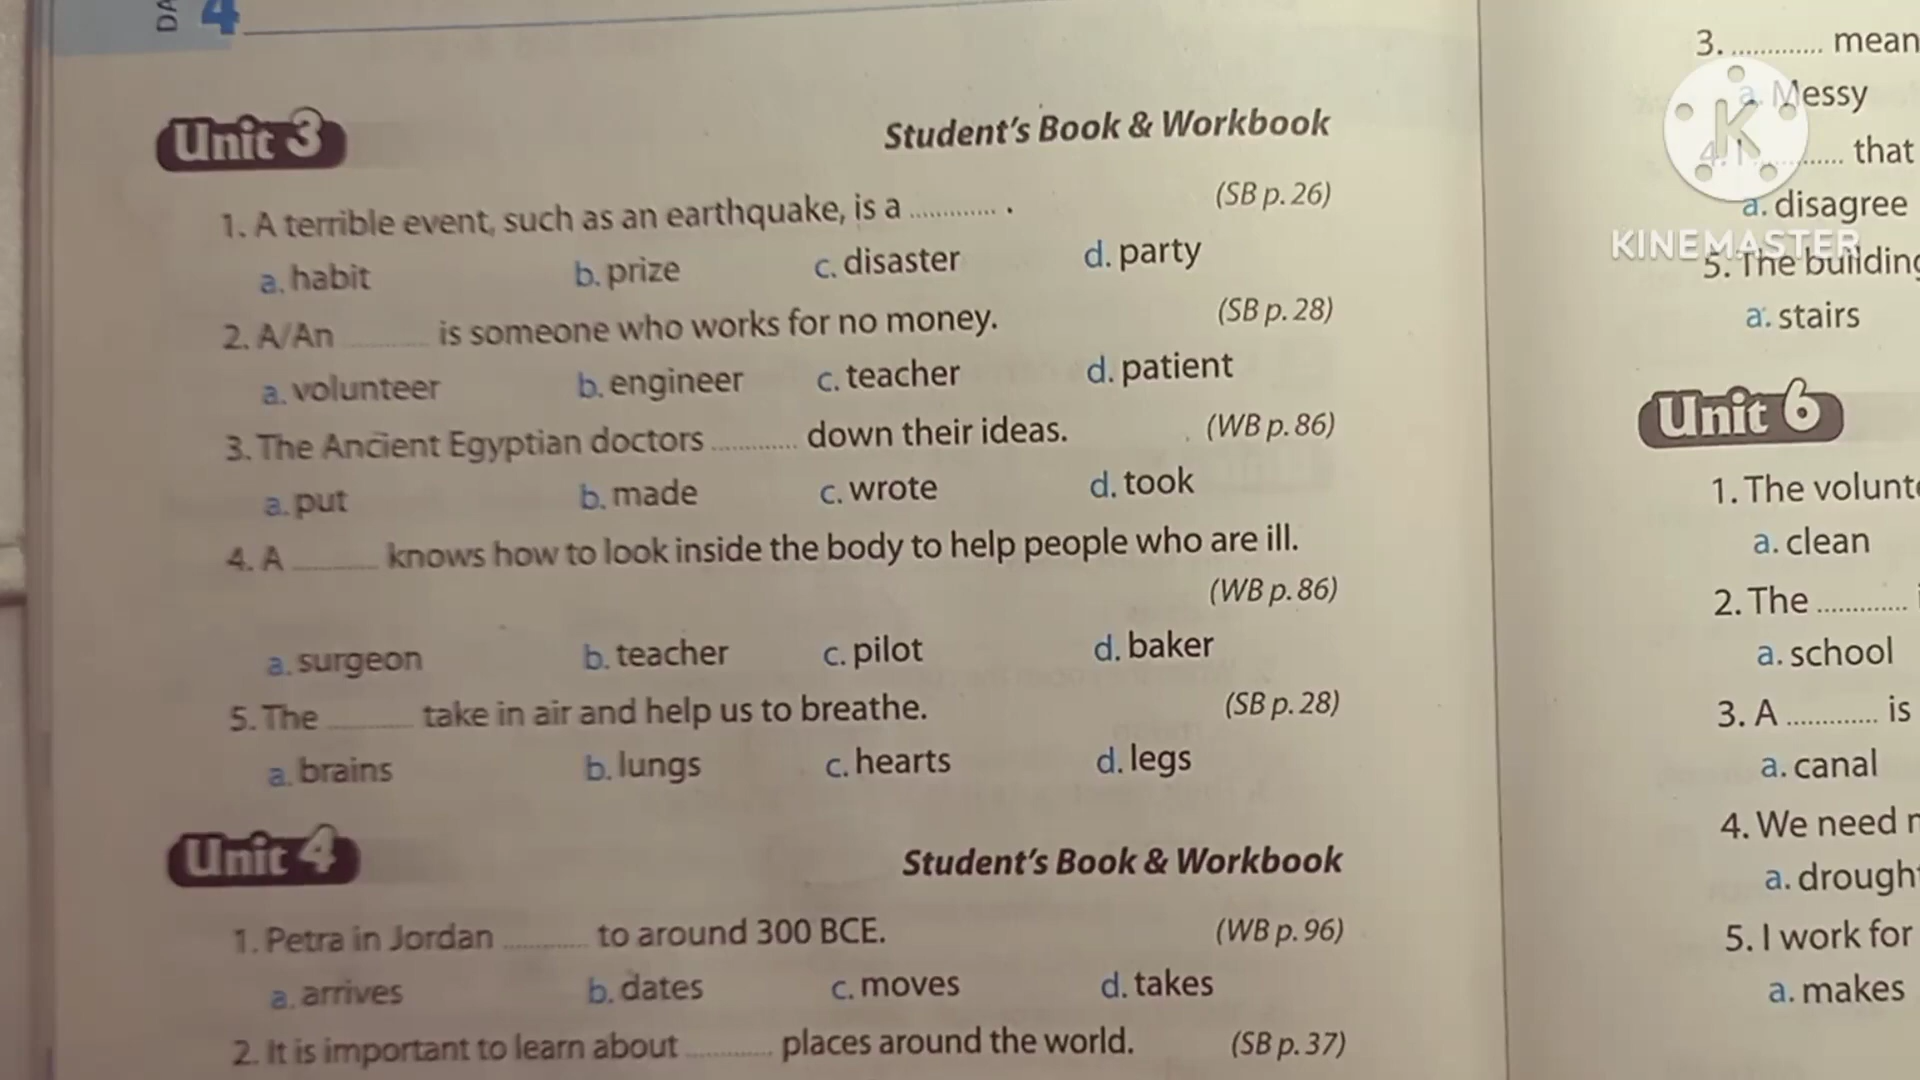 DA
4
Unit 3
Student's Book & Workbook
1. A terrible event, such as an earthquake, is a ............. . (SB p. 26)
a. habit b. prize c. disaster d. party
2. A/An ............. is someone who works for no money. (SB p. 28)
a. volunteer b. engineer c. teacher d. patient
3. The Ancient Egyptian doctors ............. down their ideas. (WB p. 86)
a. put b. made c. wrote d. took
4. A ............. knows how to look inside the body to help people who are ill.
(WB p. 86)
a. surgeon b. teacher c. pilot d. baker
5. The ............. take in air and help us to breathe. (SB p. 28)
a. brains b. lungs c. hearts d. legs
Unit 4
Student's Book & Workbook
1. Petra in Jordan ............. to around 300 BCE. (WB p. 96)
a. arrives b. dates c. moves d. takes
2. It is important to learn about ............. places around the world. (SB p. 37)
3. ............. mean
a. Messy
4. I ............. that
a. disagree
5. The building
a. stairs
Unit 6
1. The volunte
a. clean
2. The .............
a. school
3. A ............. is
a. canal
4. We need
a. drought
5. I work for
a. makes
K
KINEMASTER